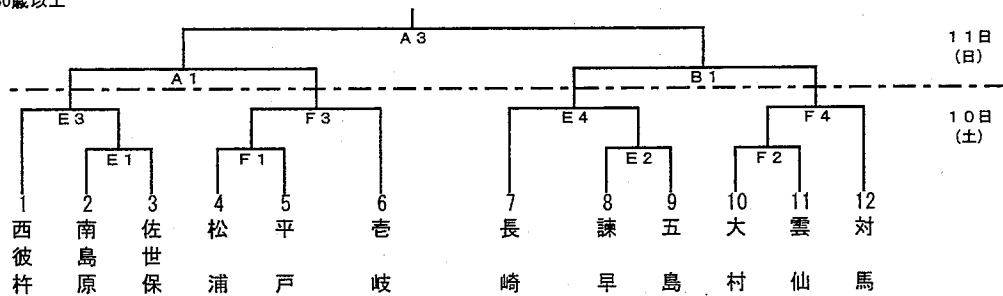 歳以上
A3
11日
(日)
A1
B1
E3
F3
E4
F4
10日
(土)
E1
F1
E2
F2
1 2 3 4 5 6 7 8 9 10 11 12
西彼杵
南島原
佐世保
松浦
平戸
壱岐
長崎
諫早
五島
大村
雲仙
対馬